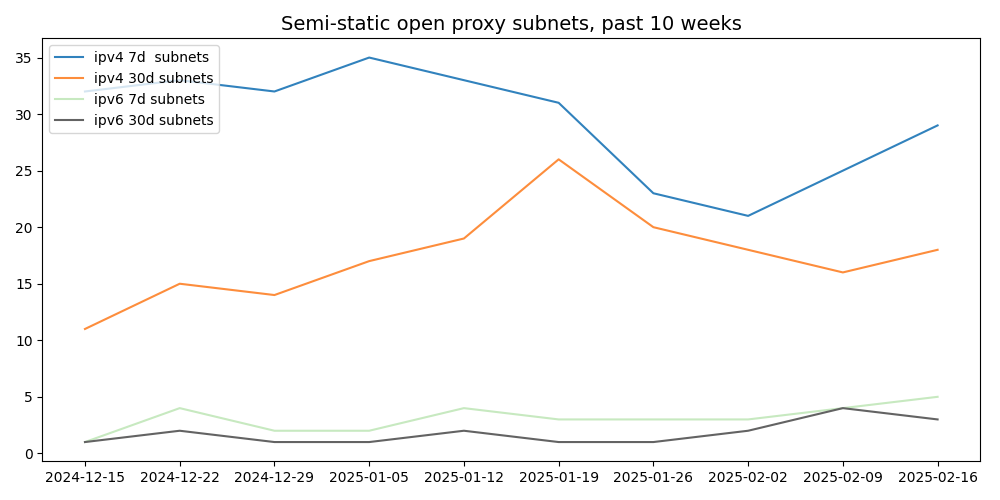 Semi-static open proxy subnets, past 10 weeks
ipv4 7d  subnets
ipv4 30d subnets
ipv6 7d subnets
ipv6 30d subnets
35
30
25
20
15
10
5
0
2024-12-15 2024-12-22 2024-12-29 2025-01-05 2025-01-12 2025-01-19 2025-01-26 2025-02-02 2025-02-09 2025-02-16